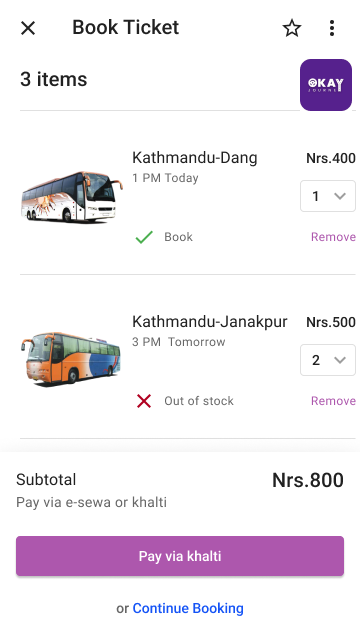 Book Ticket
3 items
OKAY
JOURNEY
Kathmandu-Dang
Nrs.400
1 PM Today
1
Book
Remove
Kathmandu-Janakpur
Nrs.500
3 PM Tomorrow
2
Out of stock
Remove
Subtotal
Nrs.800
Pay via e-sewa or khalti
Pay via khalti
or Continue Booking